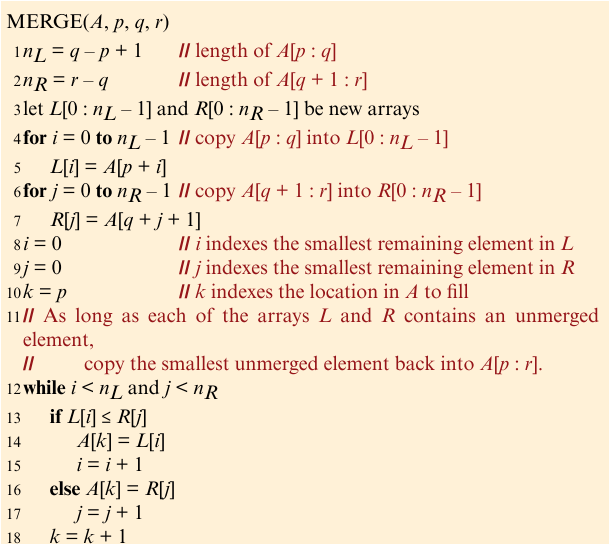 MERGE(A, p, q, r)
1 nL = q – p + 1 // length of A[p : q]
2 nR = r – q // length of A[q + 1 : r]
3 let L[0 : nL – 1] and R[0 : nR – 1] be new arrays
4 for i = 0 to nL – 1 // copy A[p : q] into L[0 : nL – 1]
5 L[i] = A[p + i]
6 for j = 0 to nR – 1 // copy A[q + 1 : r] into R[0 : nR – 1]
7 R[j] = A[q + j + 1]
8 i = 0 // i indexes the smallest remaining element in L
9 j = 0 // j indexes the smallest remaining element in R
10 k = p // k indexes the location in A to fill
11 // As long as each of the arrays L and R contains an unmerged
element,
// copy the smallest unmerged element back into A[p : r].
12 while i < nL and j < nR
13 if L[i] ≤ R[j]
14 A[k] = L[i]
15 i = i + 1
16 else A[k] = R[j]
17 j = j + 1
18 k = k + 1